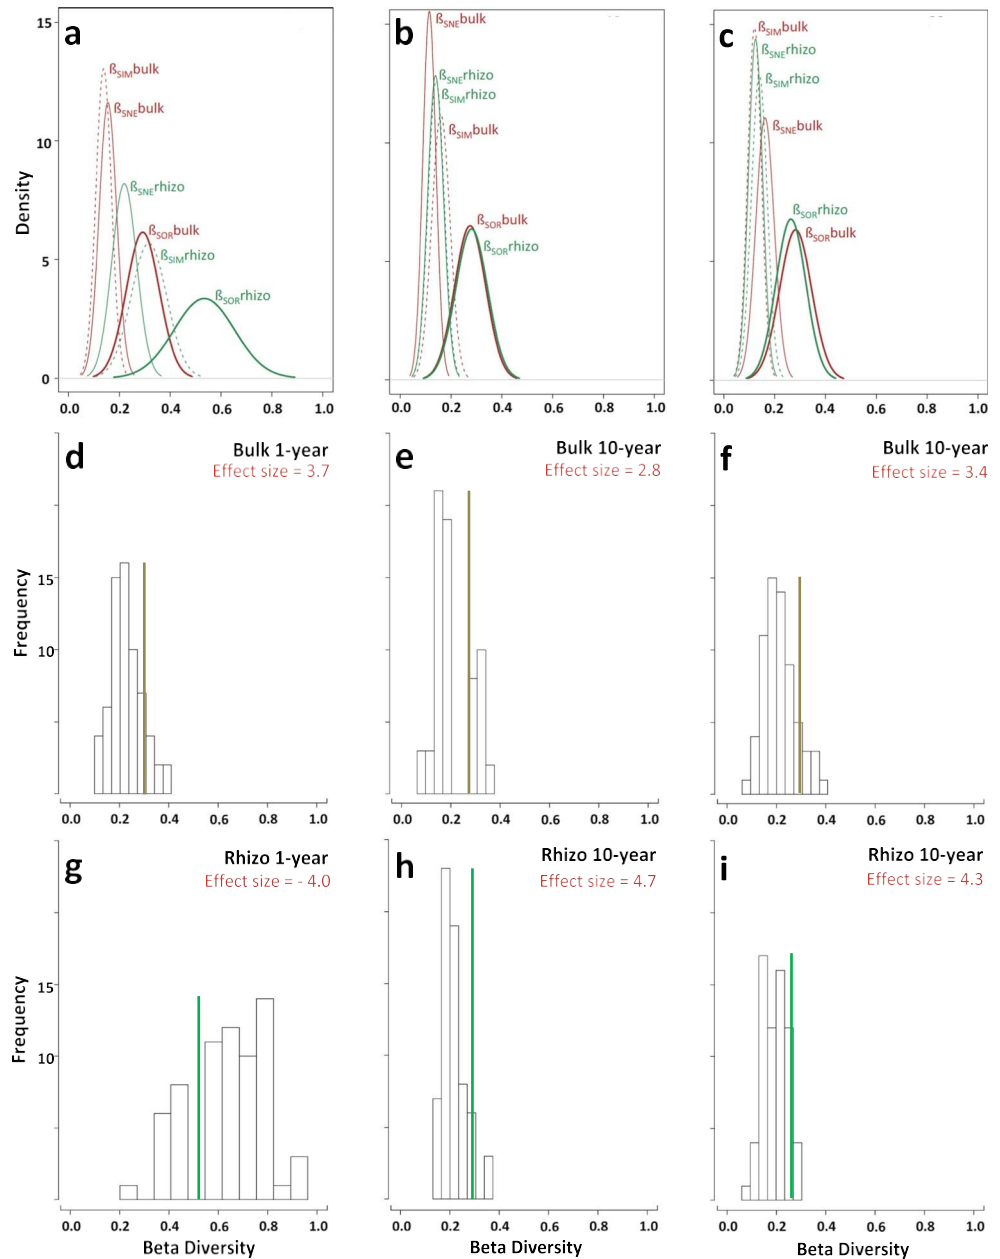 a
ßSIMbulk
ßSNEbulk
ßSNErhizo
ßSORbulk
ßSIMrhizo
ßSORrhizo
Density
15
10
5
0
0.0 0.2 0.4 0.6 0.8 1.0
b
ßSNEbulk
ßSNErhizo
ßSIMrhizo
ßSIMbulk
ßSORbulk
ßSORrhizo
0.0 0.2 0.4 0.6 0.8 1.0
c
ßSIMbulk
ßSNErhizo
ßSIMrhizo
ßSNEbulk
ßSORrhizo
ßSORbulk
0.0 0.2 0.4 0.6 0.8 1.0
d
Bulk 1-year
Effect size = 3.7
Frequency
15
10
0.0 0.2 0.4 0.6 0.8 1.0
e
Bulk 10-year
Effect size = 2.8
0.0 0.2 0.4 0.6 0.8 1.0
f
Bulk 10-year
Effect size = 3.4
0.0 0.2 0.4 0.6 0.8 1.0
g
Rhizo 1-year
Effect size = - 4.0
Frequency
15
10
0.0 0.2 0.4 0.6 0.8 1.0
Beta Diversity
h
Rhizo 10-year
Effect size = 4.7
0.0 0.2 0.4 0.6 0.8 1.0
Beta Diversity
i
Rhizo 10-year
Effect size = 4.3
0.0 0.2 0.4 0.6 0.8 1.0
Beta Diversity